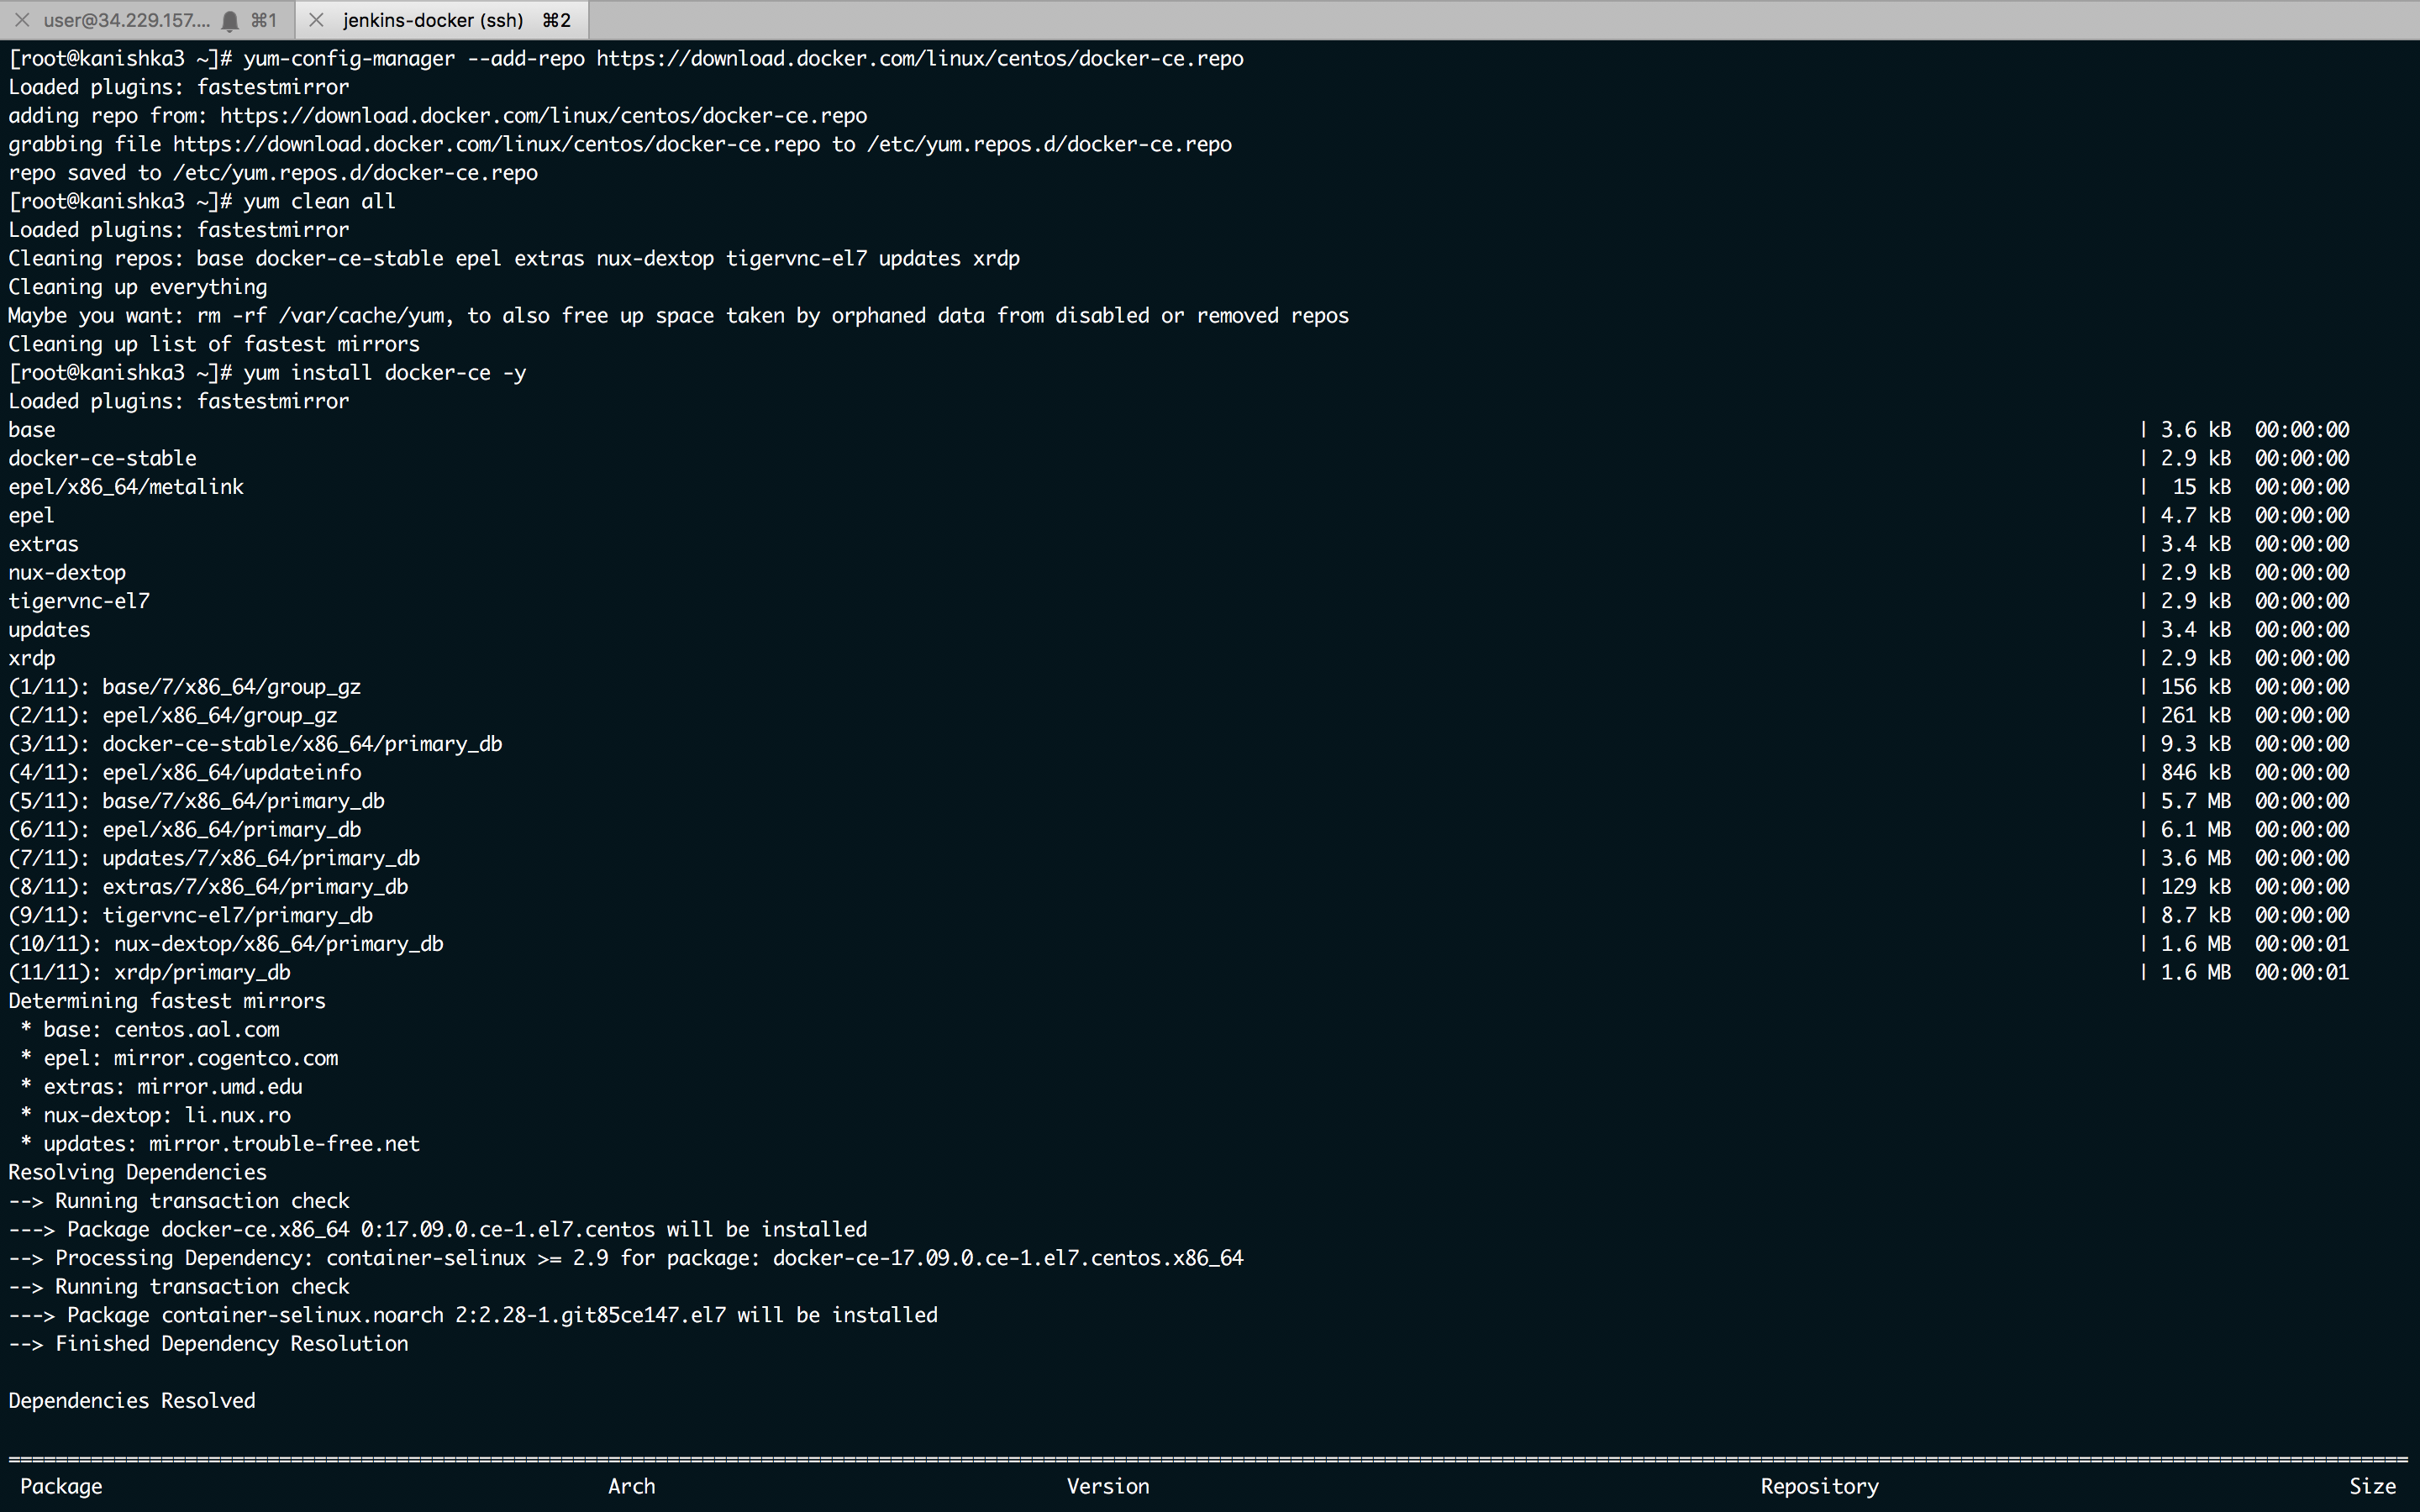 user@34.229.157.... ⌘1 jenkins-docker (ssh) ⌘2
[root@kanishka3 ~]# yum-config-manager --add-repo https://download.docker.com/linux/centos/docker-ce.repo
Loaded plugins: fastestmirror
adding repo from: https://download.docker.com/linux/centos/docker-ce.repo
grabbing file https://download.docker.com/linux/centos/docker-ce.repo to /etc/yum.repos.d/docker-ce.repo
repo saved to /etc/yum.repos.d/docker-ce.repo
[root@kanishka3 ~]# yum clean all
Loaded plugins: fastestmirror
Cleaning repos: base docker-ce-stable epel extras nux-dextop tigervnc-el7 updates xrdp
Cleaning up everything
Maybe you want: rm -rf /var/cache/yum, to also free up space taken by orphaned data from disabled or removed repos
Cleaning up list of fastest mirrors
[root@kanishka3 ~]# yum install docker-ce -y
Loaded plugins: fastestmirror
base | 3.6 kB 00:00:00
docker-ce-stable | 2.9 kB 00:00:00
epel/x86_64/metalink | 15 kB 00:00:00
epel | 4.7 kB 00:00:00
extras | 3.4 kB 00:00:00
nux-dextop | 2.9 kB 00:00:00
tigervnc-el7 | 2.9 kB 00:00:00
updates | 3.4 kB 00:00:00
xrdp | 2.9 kB 00:00:00
(1/11): base/7/x86_64/group_gz | 156 kB 00:00:00
(2/11): epel/x86_64/group_gz | 261 kB 00:00:00
(3/11): docker-ce-stable/x86_64/primary_db | 9.3 kB 00:00:00
(4/11): epel/x86_64/updateinfo | 846 kB 00:00:00
(5/11): base/7/x86_64/primary_db | 5.7 MB 00:00:00
(6/11): epel/x86_64/primary_db | 6.1 MB 00:00:00
(7/11): updates/7/x86_64/primary_db | 3.6 MB 00:00:00
(8/11): extras/7/x86_64/primary_db | 129 kB 00:00:00
(9/11): tigervnc-el7/primary_db | 8.7 kB 00:00:00
(10/11): nux-dextop/x86_64/primary_db | 1.6 MB 00:00:01
(11/11): xrdp/primary_db | 1.6 MB 00:00:01
Determining fastest mirrors
 * base: centos.aol.com
 * epel: mirror.cogentco.com
 * extras: mirror.umd.edu
 * nux-dextop: li.nux.ro
 * updates: mirror.trouble-free.net
Resolving Dependencies
--> Running transaction check
---> Package docker-ce.x86_64 0:17.09.0.ce-1.el7.centos will be installed
--> Processing Dependency: container-selinux >= 2.9 for package: docker-ce-17.09.0.ce-1.el7.centos.x86_64
--> Running transaction check
---> Package container-selinux.noarch 2:2.28-1.git85ce147.el7 will be installed
--> Finished Dependency Resolution
Dependencies Resolved
Package Arch Version Repository Size